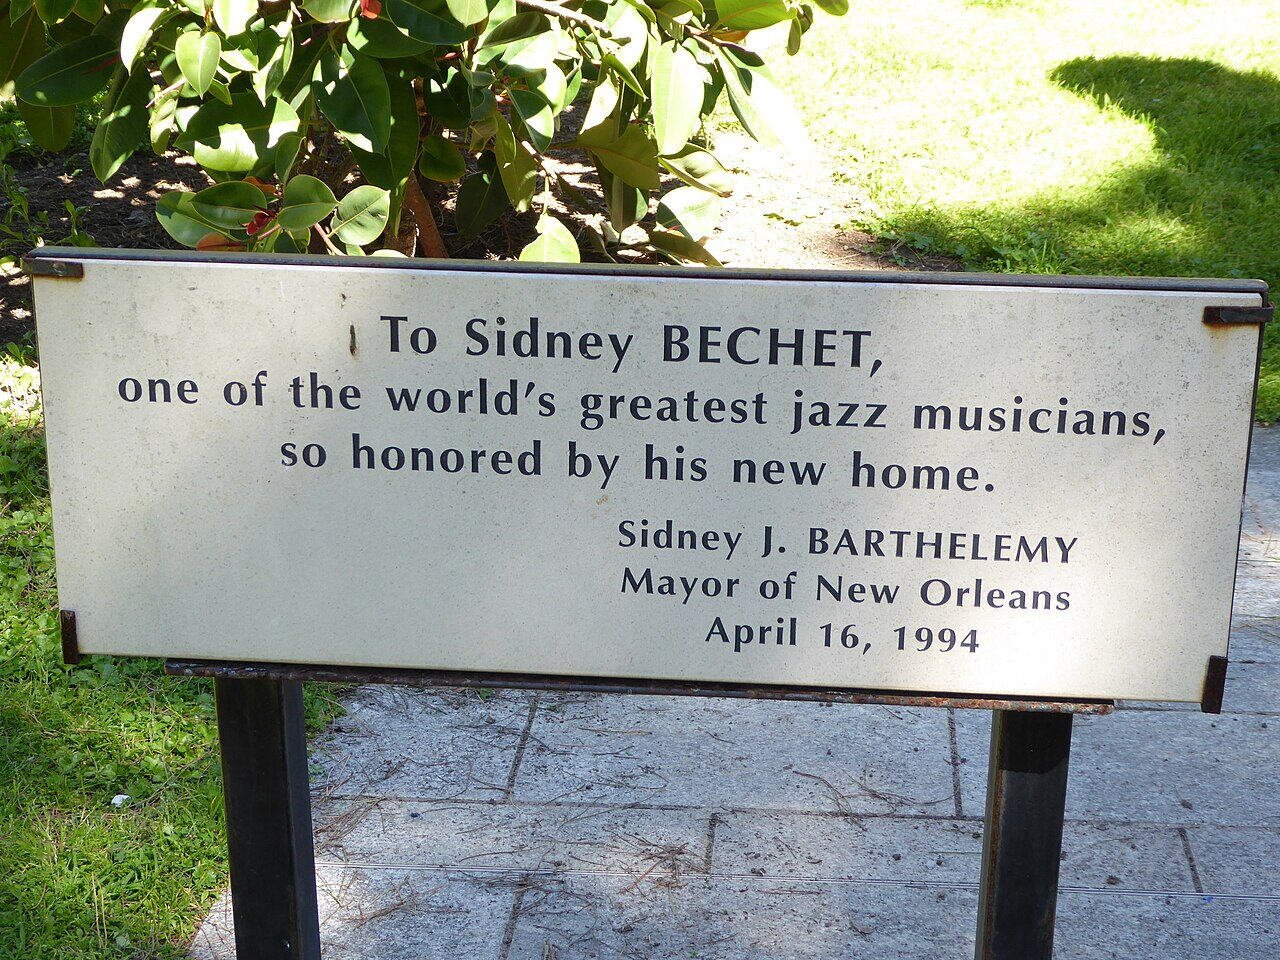 To Sidney BECHET,
one of the world's greatest jazz musicians,
so honored by his new home.
Sidney J. BARTHELEMY
Mayor of New Orleans
April 16, 1994